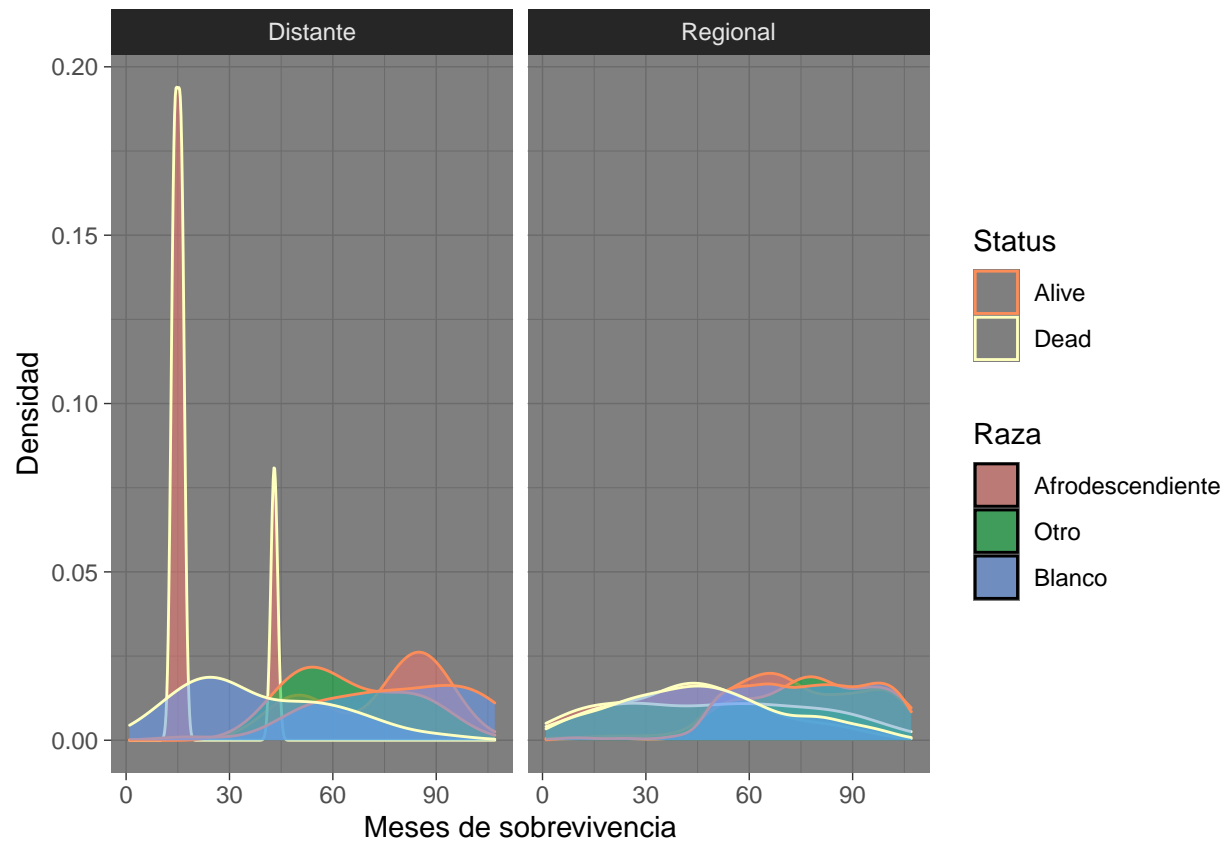 Distante
Regional
0.20
0.15
0.10
0.05
0.00
Densidad
0 30 60 90
0 30 60 90
Meses de sobrevivencia
Status
Alive
Dead
Raza
Afrodescendiente
Otro
Blanco